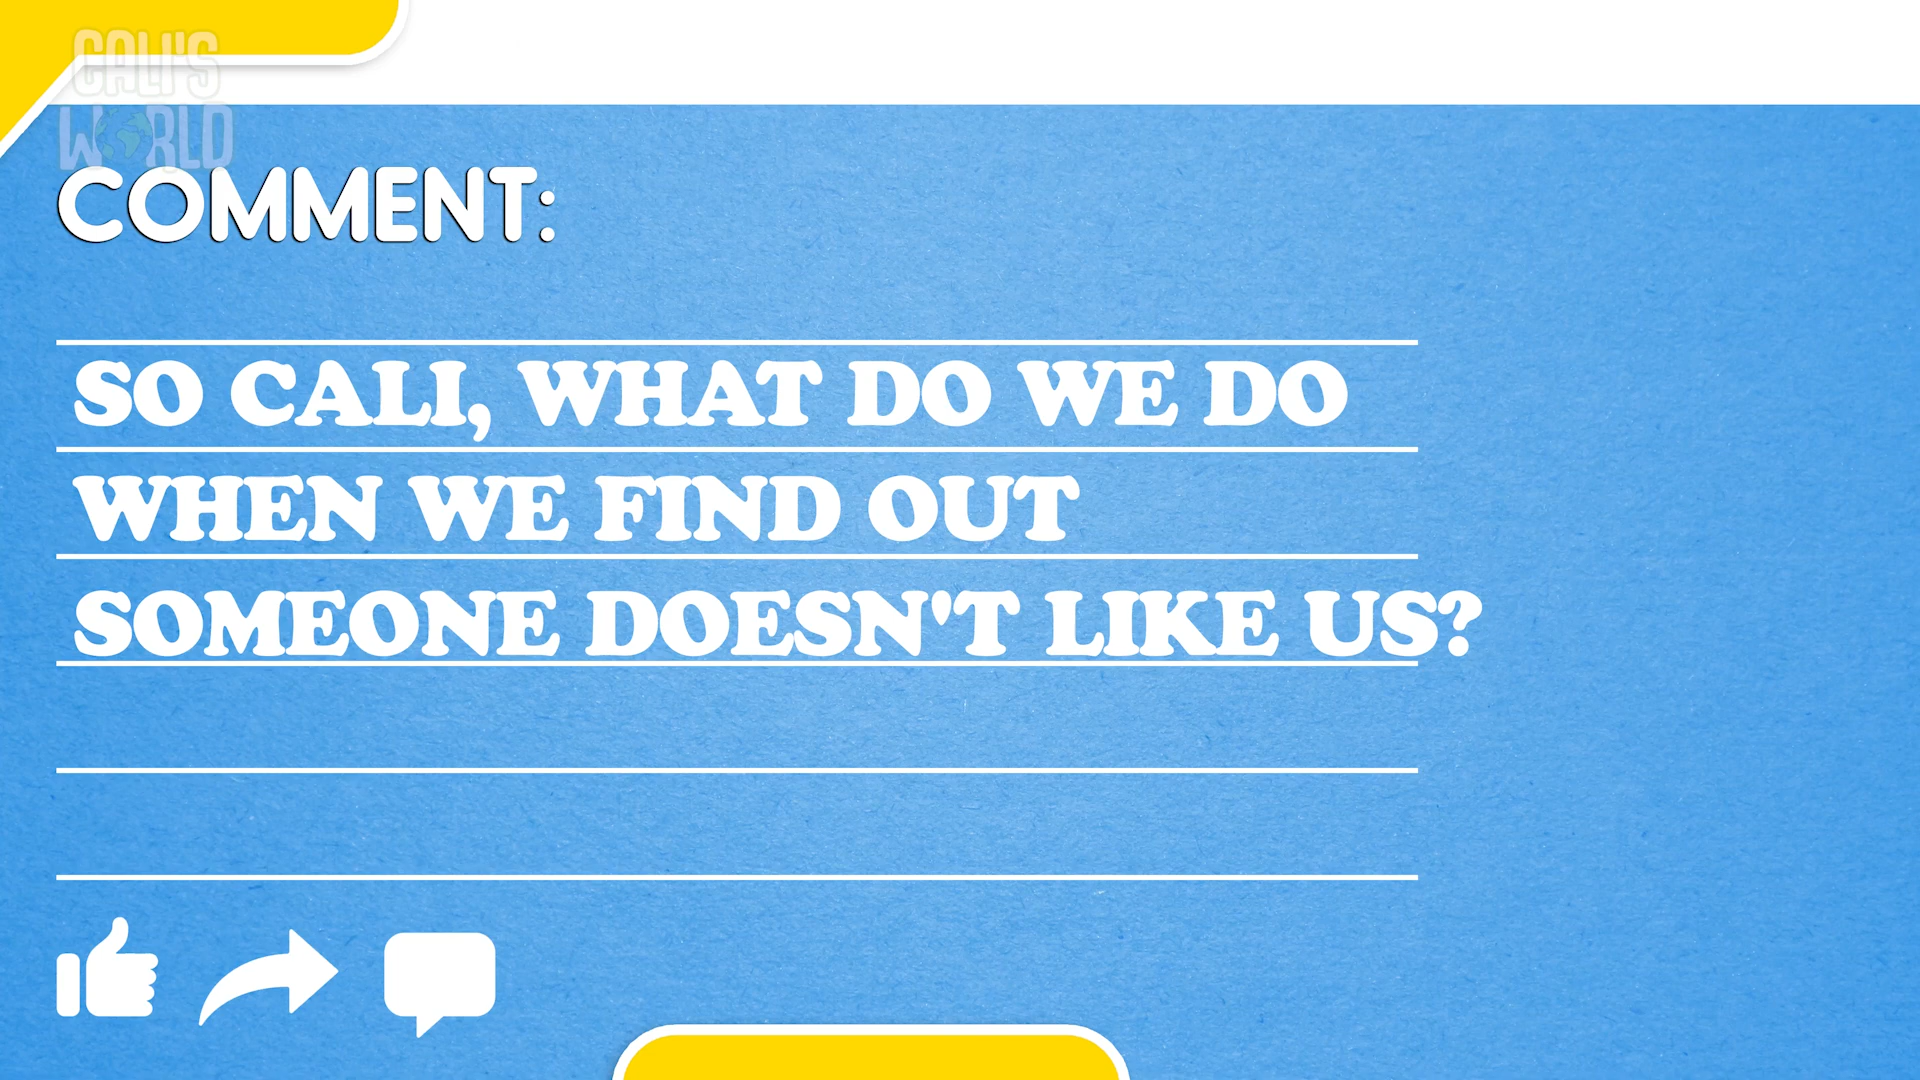 CALI'S
WORLD
COMMENT:
SO CALI, WHAT DO WE DO
WHEN WE FIND OUT
SOMEONE DOESN'T LIKE US?